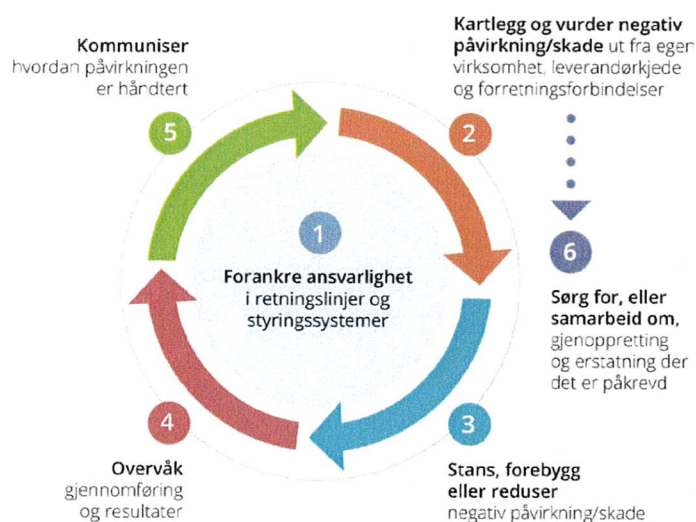 1
Forankre ansvarlighet
i retningslinjer og
styringssystemer
2
Kartlegg og vurder negativ
påvirkning/skade ut fra egen
virksomhet, leverandørkjede
og forretningsforbindelser
3
Stans, forebygg
eller reduser
negativ påvirkning/skade
4
Overvåk
gjennomføring
og resultater
5
Kommuniser
hvordan påvirkningen
er håndtert
6
Sørg for, eller
samarbeid om,
gjenoppretting
og erstatning der
det er påkrevd